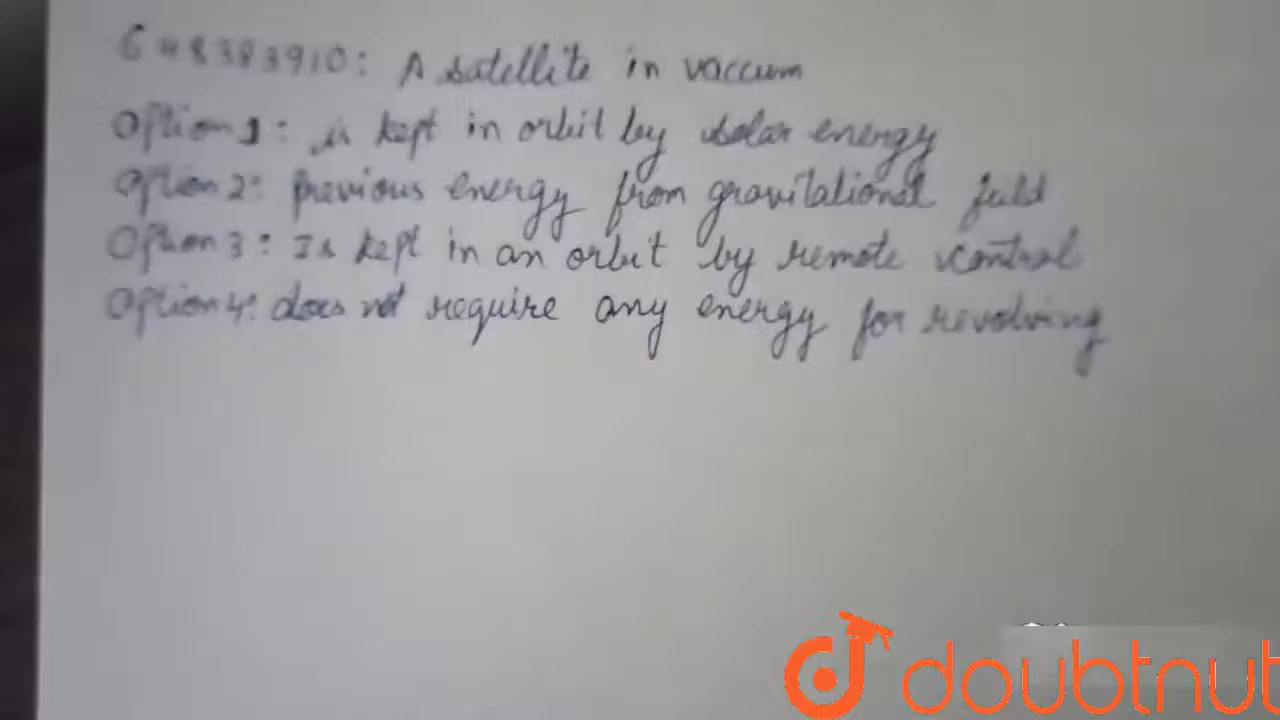 648383910: A satellite in vaccum
Option 1: is kept in orbit by solar energy
Option 2: previous energy from gravitational feild
Option 3: Is kept in an orbit by remote control
Option 4: does not require any energy for revolving
doubtnut